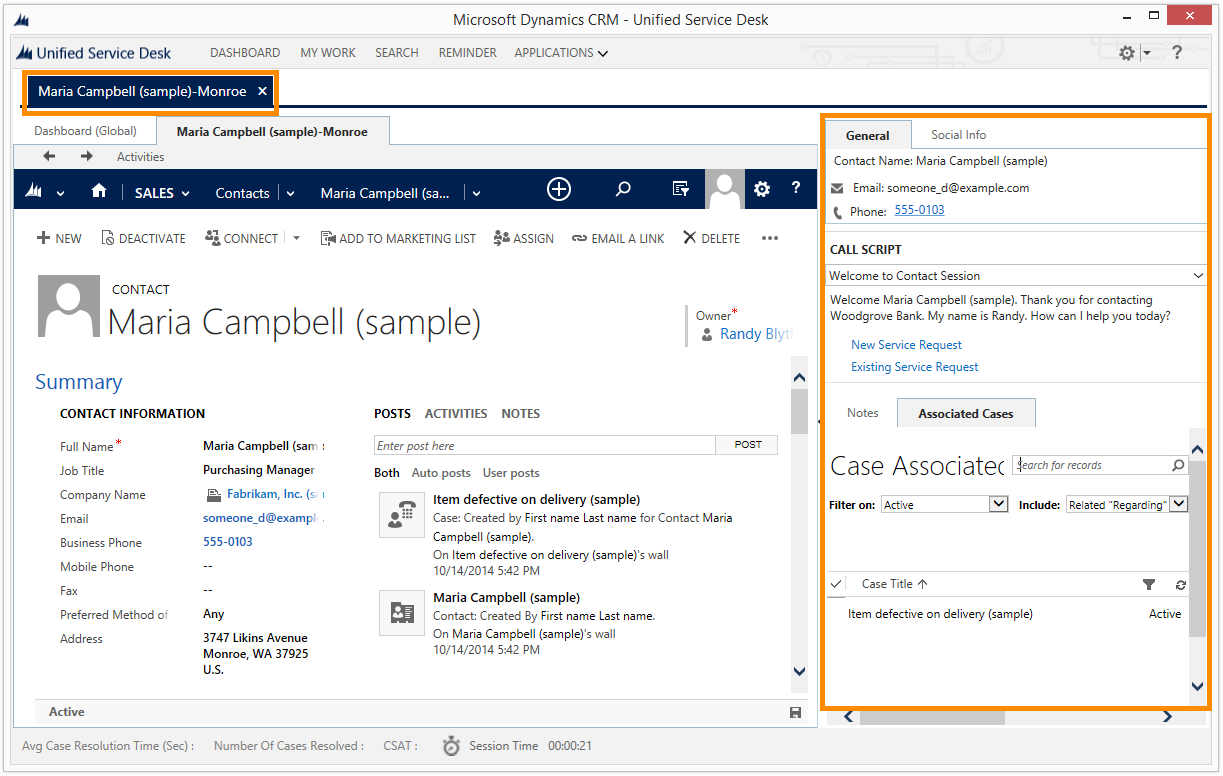 Microsoft Dynamics CRM - Unified Service Desk
Unified Service Desk
DASHBOARD MY WORK SEARCH REMINDER APPLICATIONS
?
Maria Campbell (sample)-Monroe ×
Dashboard (Global) Maria Campbell (sample)-Monroe
Activities
SALES Contacts Maria Campbell (sa... ?
NEW DEACTIVATE CONNECT ADD TO MARKETING LIST ASSIGN EMAIL A LINK DELETE •••
CONTACT
Maria Campbell (sample)
Owner*
Randy Blyt
Summary
CONTACT INFORMATION
Full Name* Maria Campbell (sam
Job Title Purchasing Manager
Company Name Fabrikam, Inc. (sa
Email someone_d@example
Business Phone 555-0103
Mobile Phone --
Fax --
Preferred Method of Any
Address 3747 Likins Avenue
Monroe, WA 37925
U.S.
POSTS ACTIVITIES NOTES
Enter post here POST
Both Auto posts User posts
Item defective on delivery (sample)
Case: Created by First name Last name for Contact Maria
Campbell (sample).
On Item defective on delivery (sample)'s wall
10/14/2014 5:42 PM
Maria Campbell (sample)
Contact: Created By First name Last name.
On Maria Campbell (sample)'s wall
10/14/2014 5:42 PM
Active
General Social Info
Contact Name: Maria Campbell (sample)
Email: someone_d@example.com
Phone: 555-0103
CALL SCRIPT
Welcome to Contact Session
Welcome Maria Campbell (sample). Thank you for contacting
Woodgrove Bank. My name is Randy. How can I help you today?
New Service Request
Existing Service Request
Notes Associated Cases
Case Associated Search for records
Filter on: Active Include: Related "Regarding"
Case Title ↑
Item defective on delivery (sample) Active
Avg Case Resolution Time (Sec) : Number Of Cases Resolved : CSAT : Session Time 00:00:21